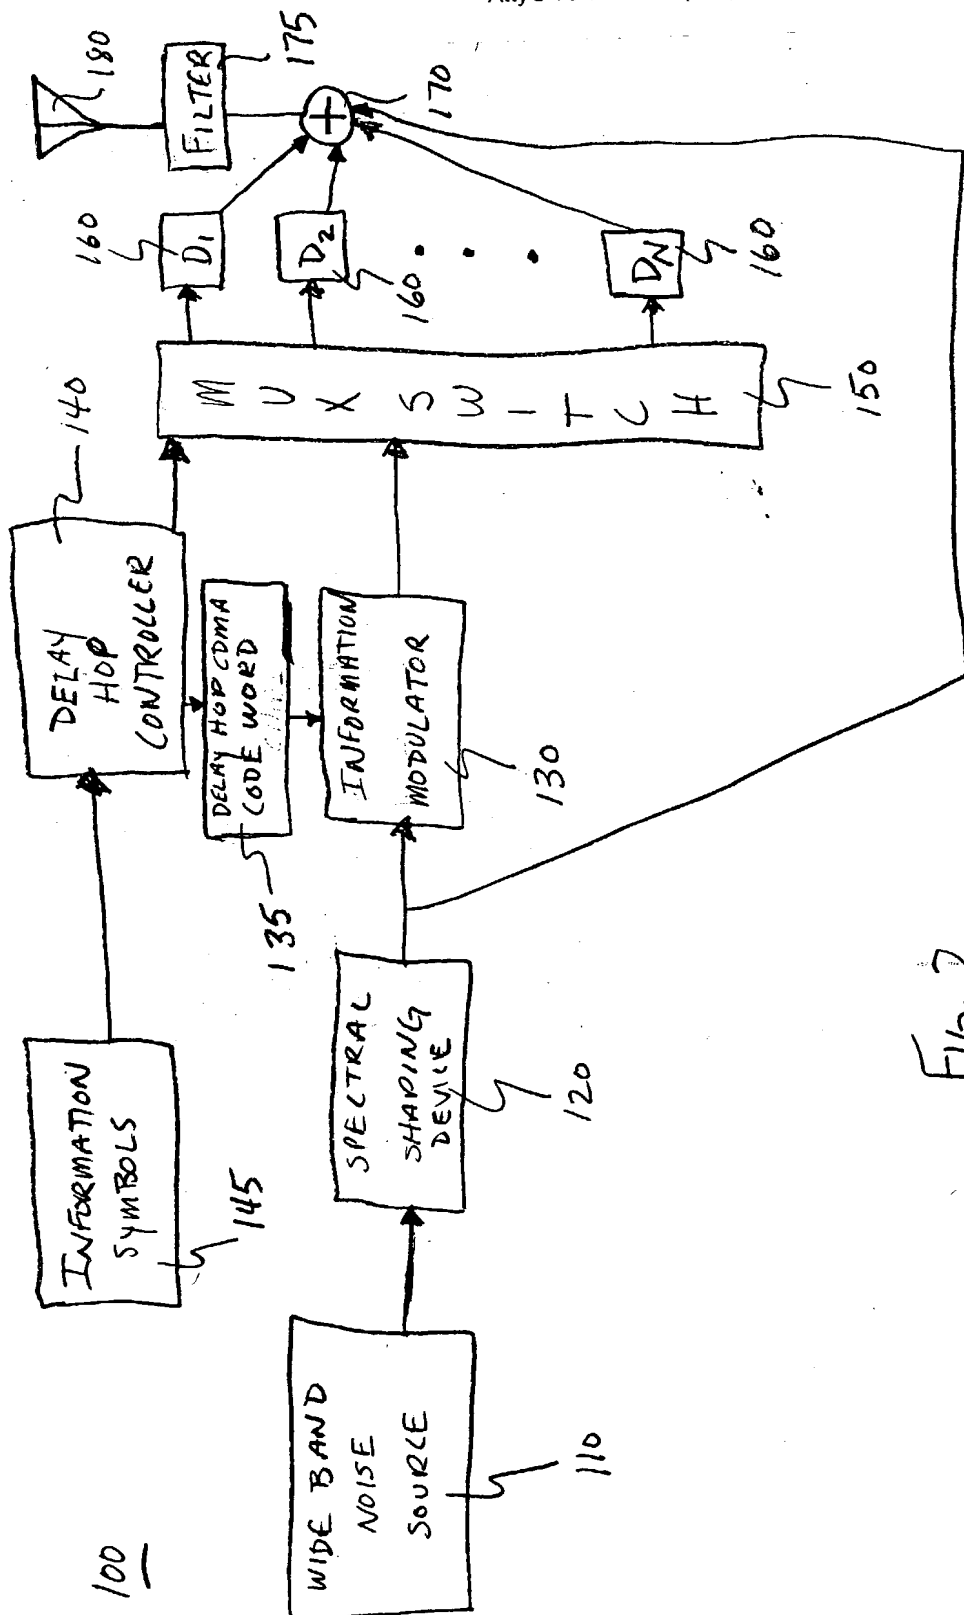 100
WIDE BAND
NOISE
SOURCE
110
INFORMATION
SYMBOLS
145
SPECTRAL
SHAPING
DEVICE
120
DELAY
HOP
CONTROLLER
140
DELAY HOP CDMA
CODE WORD
135
INFORMATION
MODULATOR
130
MUX SWITCH
150
D1
160
D2
160
DN
160
+
170
FILTER
175
180
FIG.